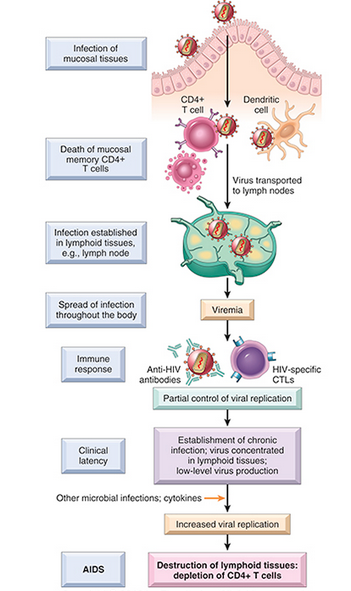 Infection of
mucosal tissues
CD4+
T cell
Dendritic
cell
Death of mucosal
memory CD4+
T cells
Virus transported
to lymph nodes
Infection established
in lymphoid tissues,
e.g., lymph node
Spread of infection
throughout the body
Viremia
Immune
response
Anti-HIV
antibodies
HIV-specific
CTLs
Partial control of viral replication
Clinical
latency
Establishment of chronic
infection; virus concentrated
in lymphoid tissues;
low-level virus production
Other microbial infections; cytokines
Increased viral replication
AIDS
Destruction of lymphoid tissues:
depletion of CD4+ T cells